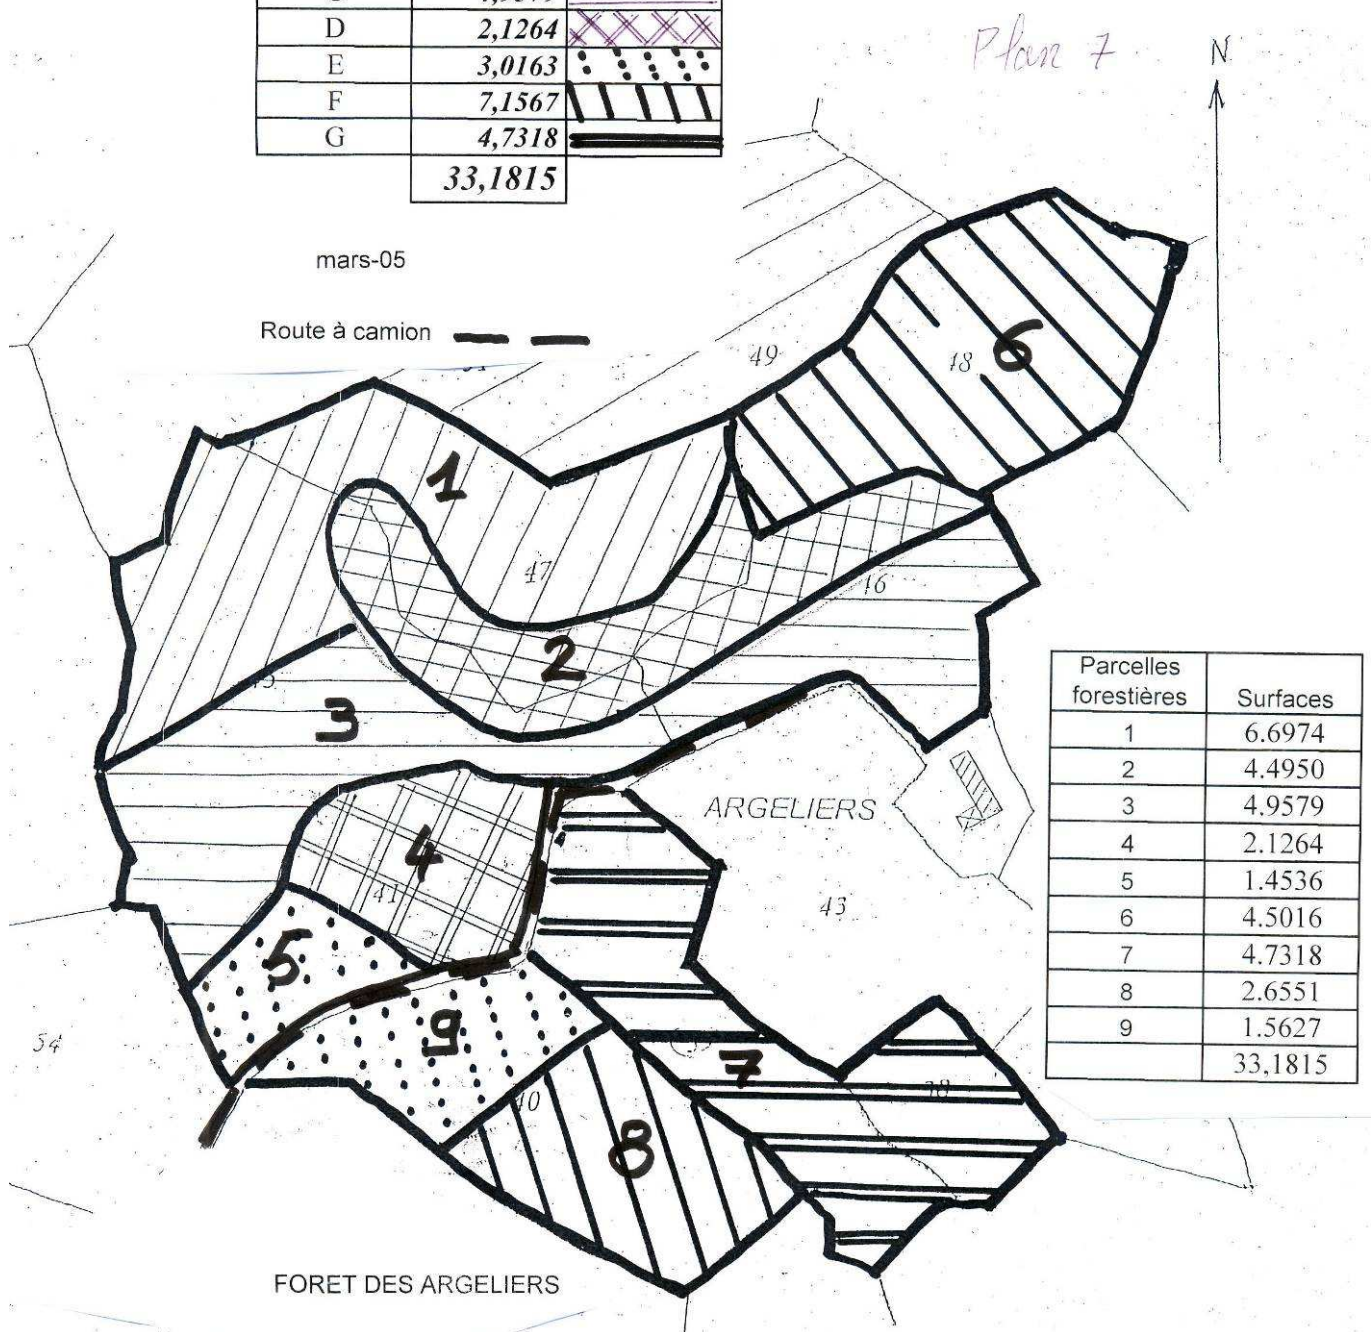 D 2,1264
E 3,0163
F 7,1567
G 4,7318
33,1815
Plan 7
N
mars-05
Route à camion
49
18
6
1
47
16
2
3
Parcelles forestières Surfaces
1 6.6974
2 4.4950
3 4.9579
4 2.1264
5 1.4536
6 4.5016
7 4.7318
8 2.6551
9 1.5627
33,1815
ARGELIERS
4
41
43
5
9
54
7
40
38
8
FORET DES ARGELIERS